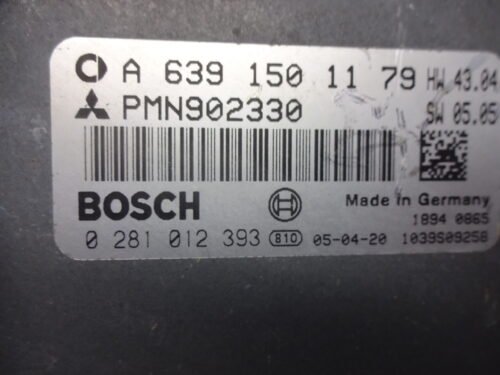 A 639 150 11 79 HW 43.04
PMN902330 SW 05.05
BOSCH Made in Germany
1894 0865
0 281 012 393 810 05-04-20 1039S09258